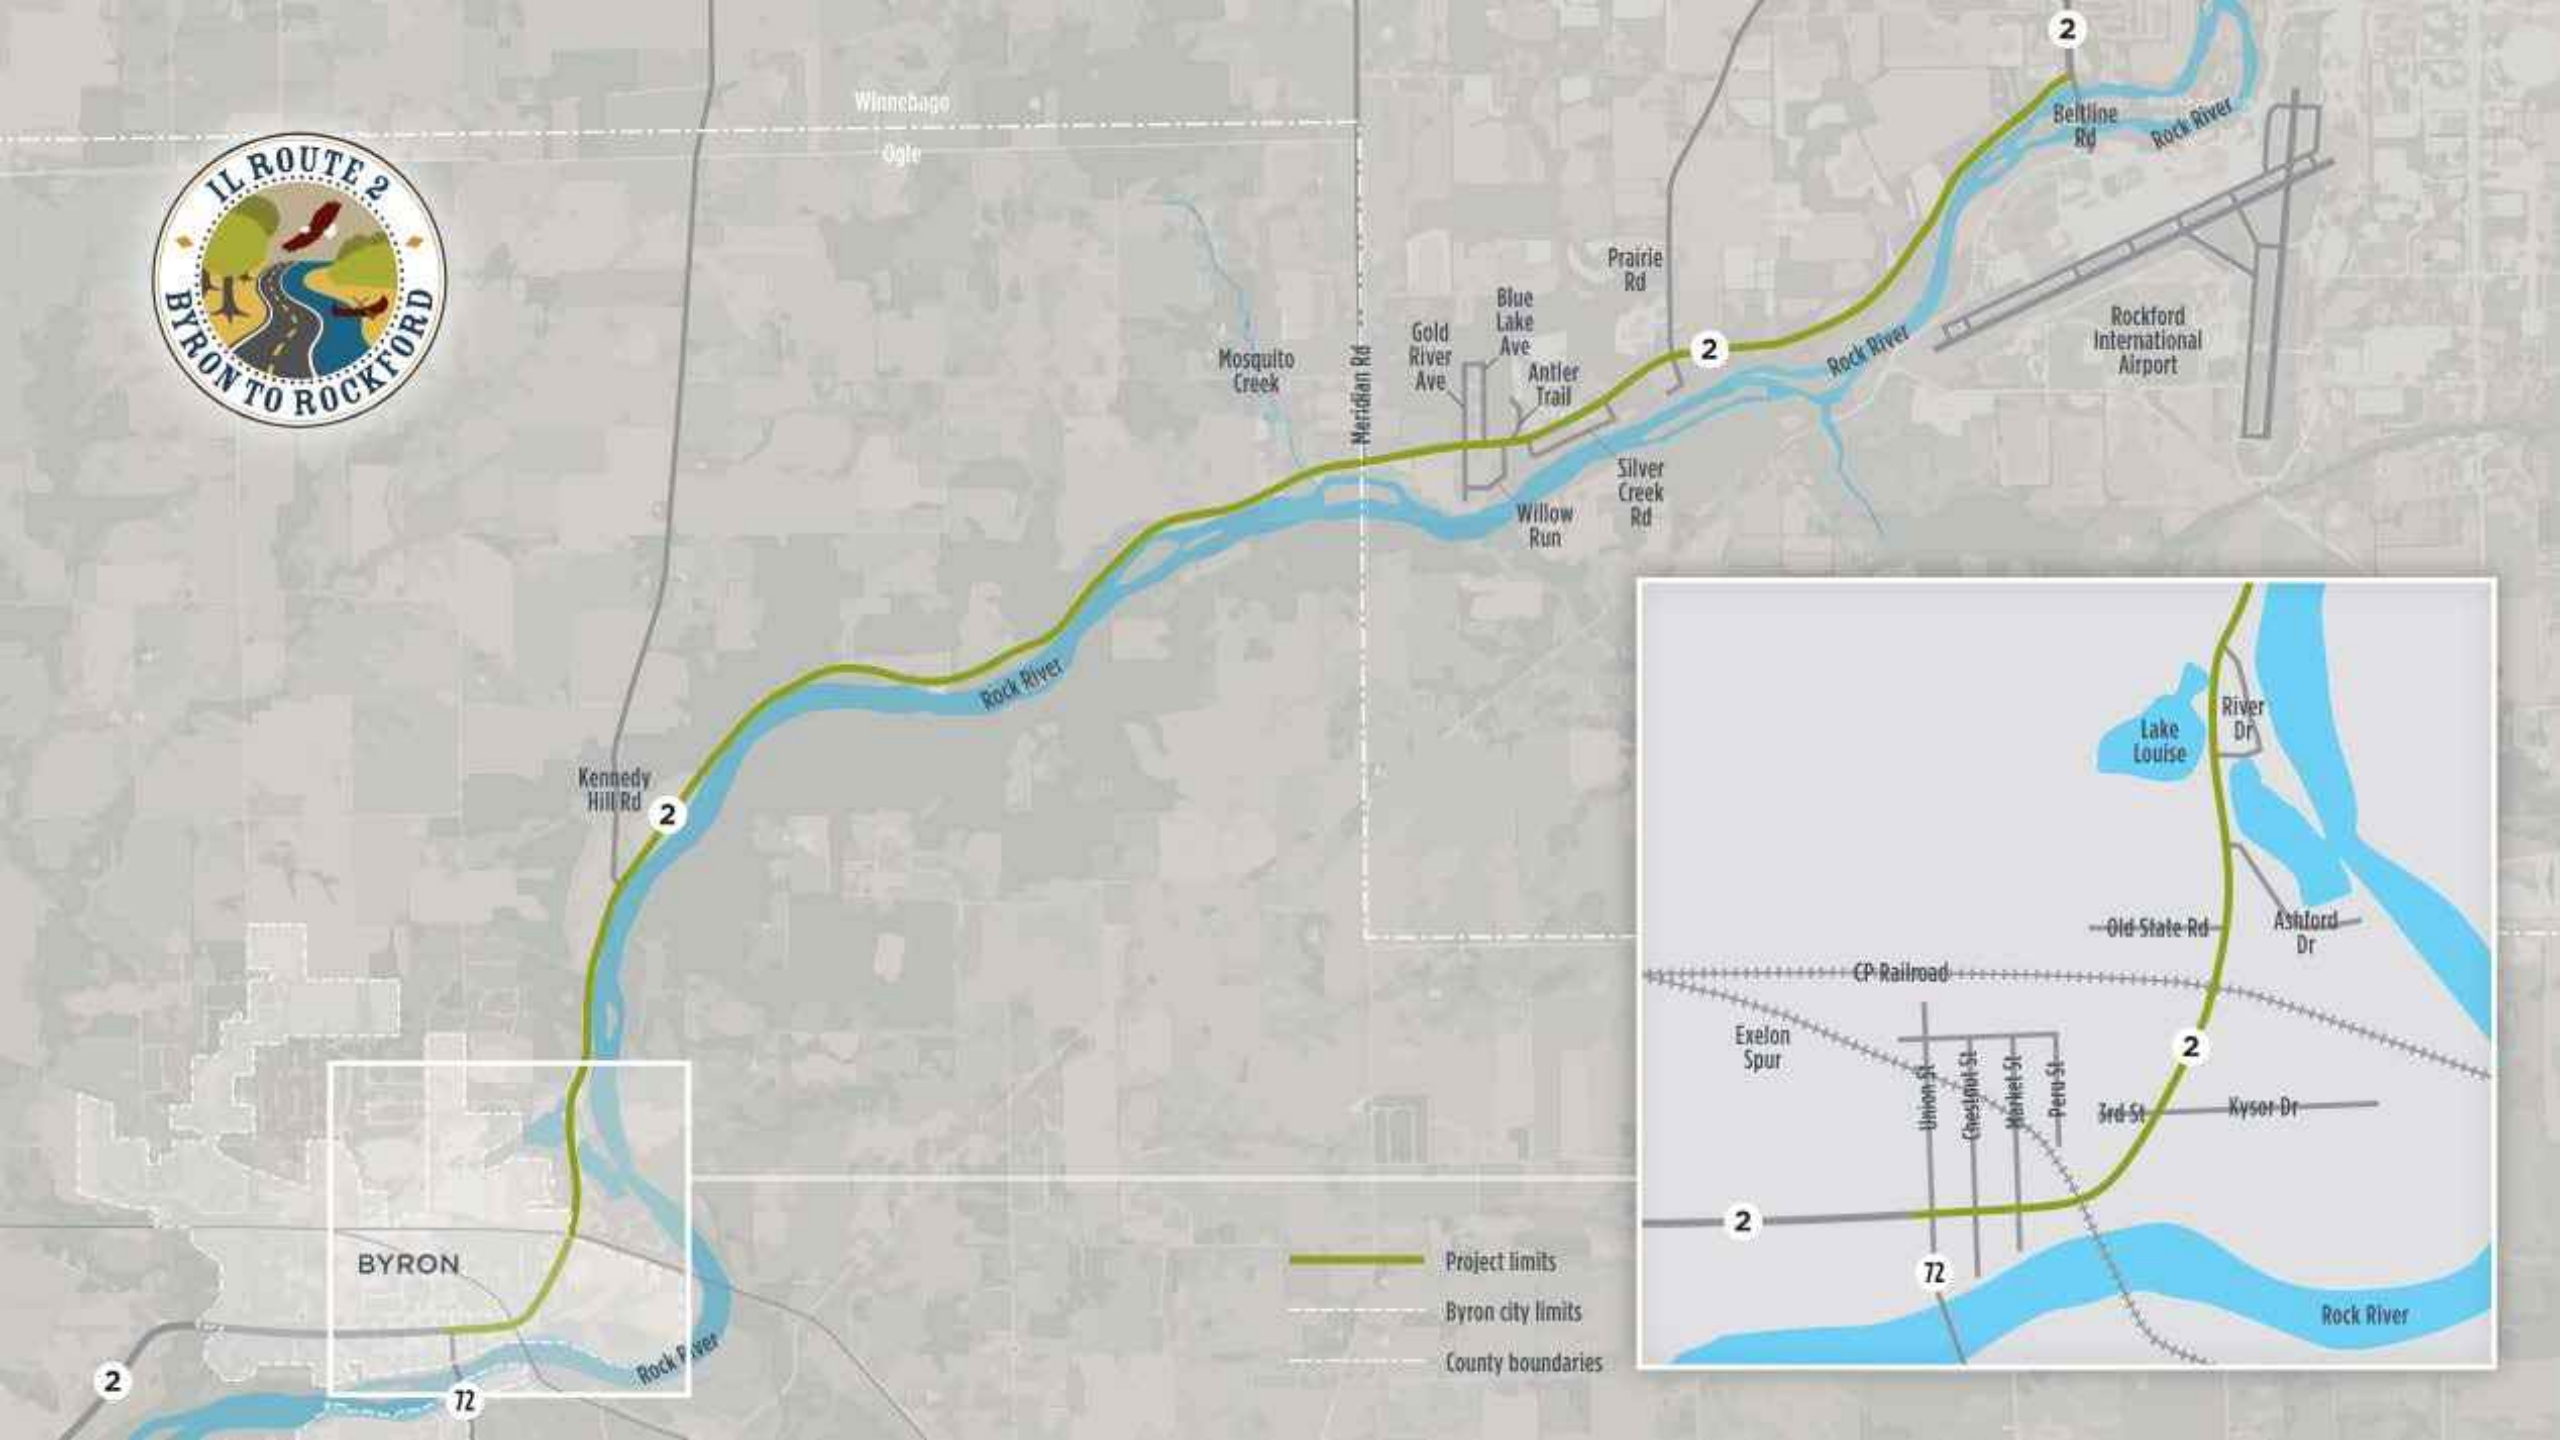 2
Winnebago
Ogle
IL ROUTE 2
BYRON TO ROCKFORD
Beltline
Rd
Rock River
Prairie
Rd
Blue
Lake
Ave
Gold
River
Ave
Antler
Trail
Mosquito
Creek
Meridian Rd
2
Rock River
Rockford
International
Airport
Silver
Creek
Rd
Willow
Run
Rock River
Kennedy
Hill Rd
2
BYRON
Rock River
2
72
Project limits
Byron city limits
County boundaries
River
Dr
Lake
Louise
Old State Rd
Ashford
Dr
CP Railroad
Exelon
Spur
2
Union St
Chestnut St
Market St
Peru St
3rd St
Kysor Dr
2
72
Rock River